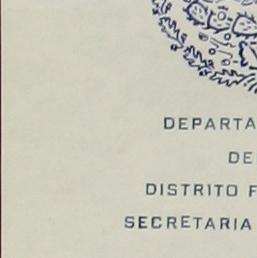 DEPARTA
DE
DISTRITO F
SECRETARIA